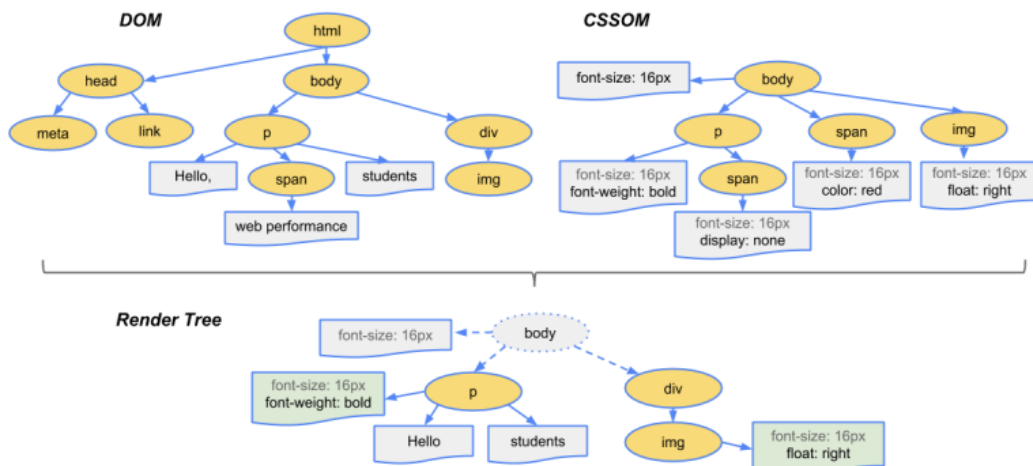 DOM
html
head
body
meta
link
p
div
Hello,
span
students
img
web performance
CSSOM
font-size: 16px
body
p
span
img
font-size: 16px
font-weight: bold
span
font-size: 16px
color: red
font-size: 16px
float: right
font-size: 16px
display: none
Render Tree
font-size: 16px
body
font-size: 16px
font-weight: bold
p
div
Hello
students
img
font-size: 16px
float: right